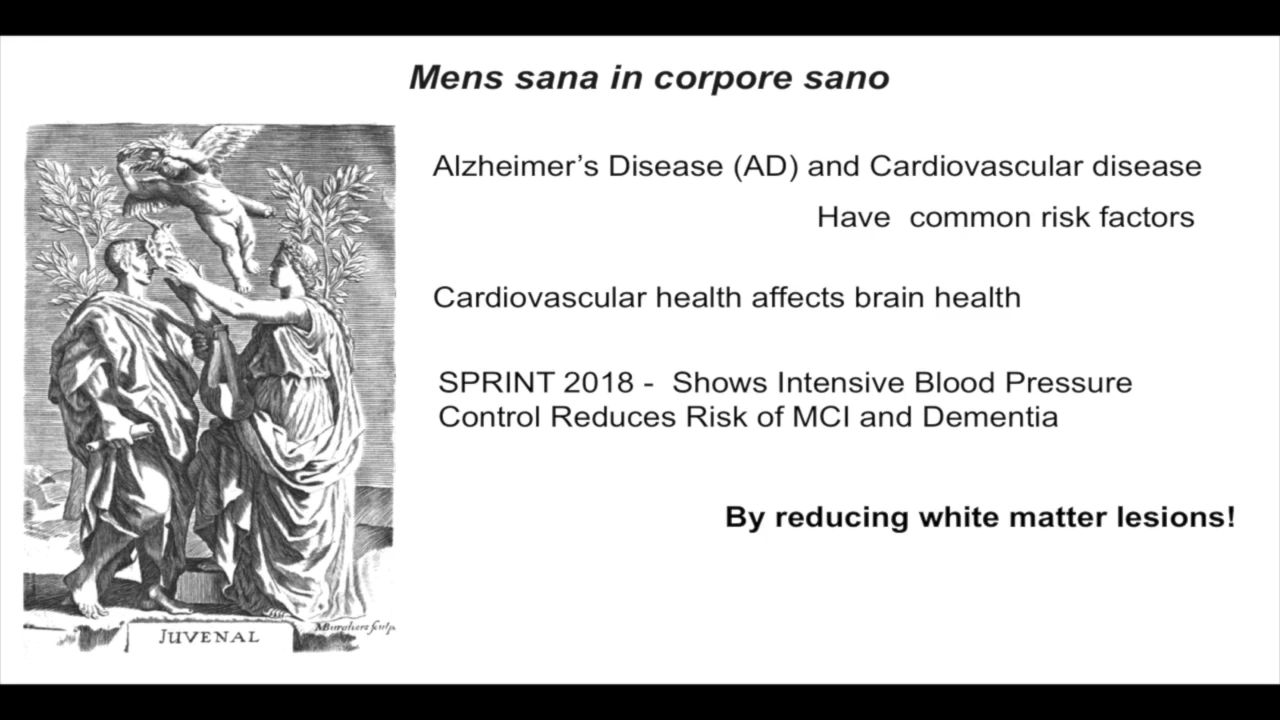 Mens sana in corpore sano
Alzheimer’s Disease (AD) and Cardiovascular disease
Have common risk factors
Cardiovascular health affects brain health
SPRINT 2018 - Shows Intensive Blood Pressure
Control Reduces Risk of MCI and Dementia
By reducing white matter lesions!
MBurghers sculp
JUVENAL